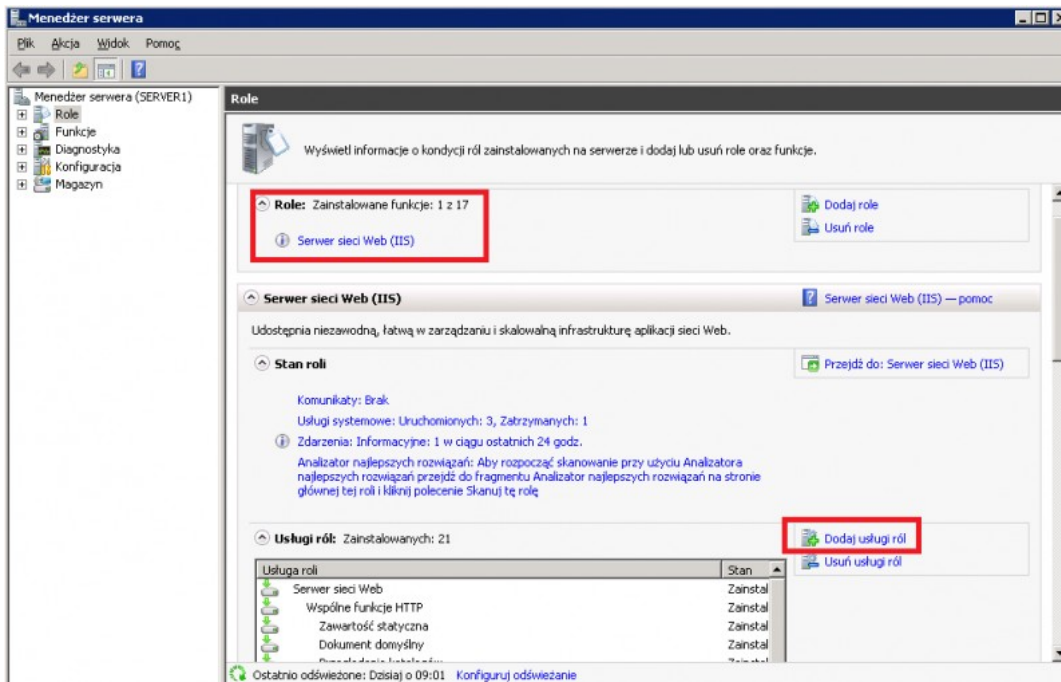 Menedżer serwera
Plik Akcja Widok Pomoc
Menedżer serwera (SERVER1)
Role
Funkcje
Diagnostyka
Konfiguracja
Magazyn
Role
Wyświetl informacje o kondycji ról zainstalowanych na serwerze i dodaj lub usuń role oraz funkcje.
Role: Zainstalowane funkcje: 1 z 17
Serwer sieci Web (IIS)
Dodaj role
Usuń role
Serwer sieci Web (IIS)
Serwer sieci Web (IIS) — pomoc
Udostępnia niezawodną, łatwą w zarządzaniu i skalowalną infrastrukturę aplikacji sieci Web.
Stan roli
Przejdź do: Serwer sieci Web (IIS)
Komunikaty: Brak
Usługi systemowe: Uruchomionych: 3, Zatrzymanych: 1
Zdarzenia: Informacyjne: 1 w ciągu ostatnich 24 godz.
Analizator najlepszych rozwiązań: Aby rozpocząć skanowanie przy użyciu Analizatora
najlepszych rozwiązań przejdź do fragmentu Analizator najlepszych rozwiązań na stronie
głównej tej roli i kliknij polecenie Skanuj tę rolę
Usługi ról: Zainstalowanych: 21
Dodaj usługi ról
Usuń usługi ról
Usługa roli Stan
Serwer sieci Web Zainstal
Wspólne funkcje HTTP Zainstal
Zawartość statyczna Zainstal
Dokument domyślny Zainstal
Ostatnio odświeżone: Dzisiaj o 09:01 Konfiguruj odświeżanie